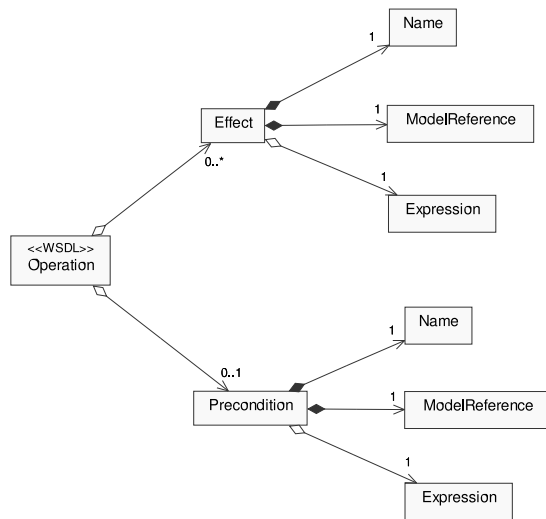 Name
1
Effect
1
ModelReference
0..*
1
Expression
<<WSDL>>
Operation
Name
1
0..1
Precondition
1
ModelReference
1
Expression